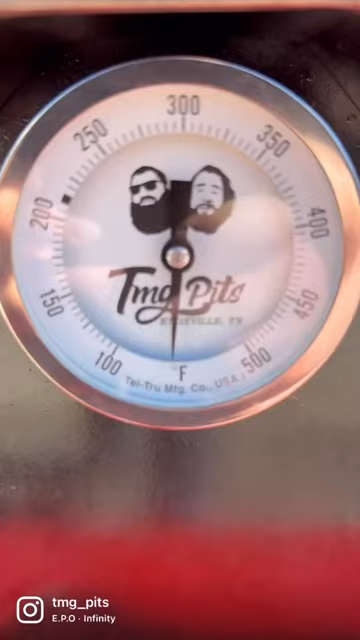 300
250
350
200
400
150
450
100
500
Tmg Pits
F
Tel-Tru Mfg. Co., USA
tmg_pits
E.P.O · Infinity